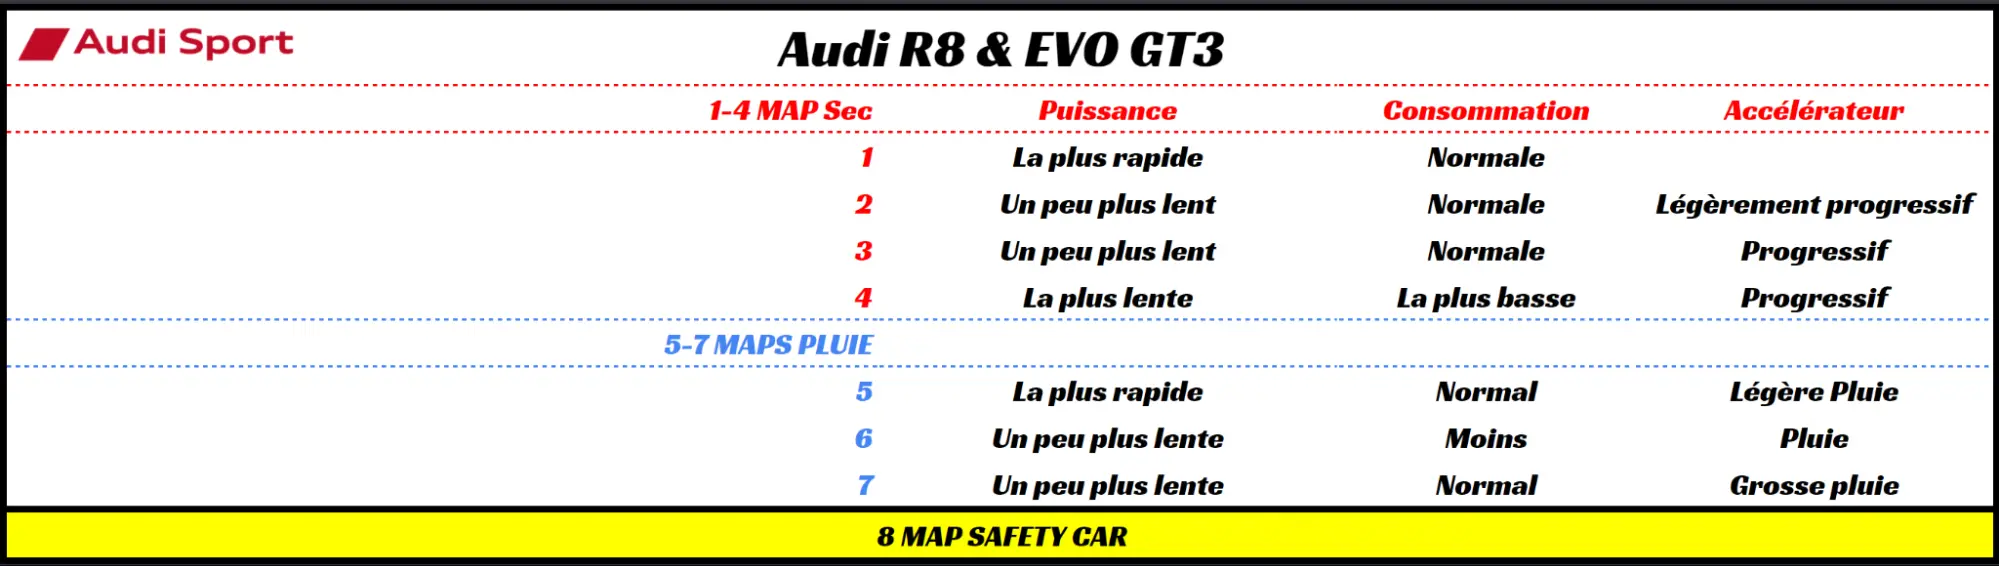 Audi Sport
Audi R8 & EVO GT3
1-4 MAP Sec Puissance Consommation Accélérateur
1 La plus rapide Normale
2 Un peu plus lent Normale Légèrement progressif
3 Un peu plus lent Normale Progressif
4 La plus lente La plus basse Progressif
5-7 MAPS PLUIE
5 La plus rapide Normal Légère Pluie
6 Un peu plus lente Moins Pluie
7 Un peu plus lente Normal Grosse pluie
8 MAP SAFETY CAR